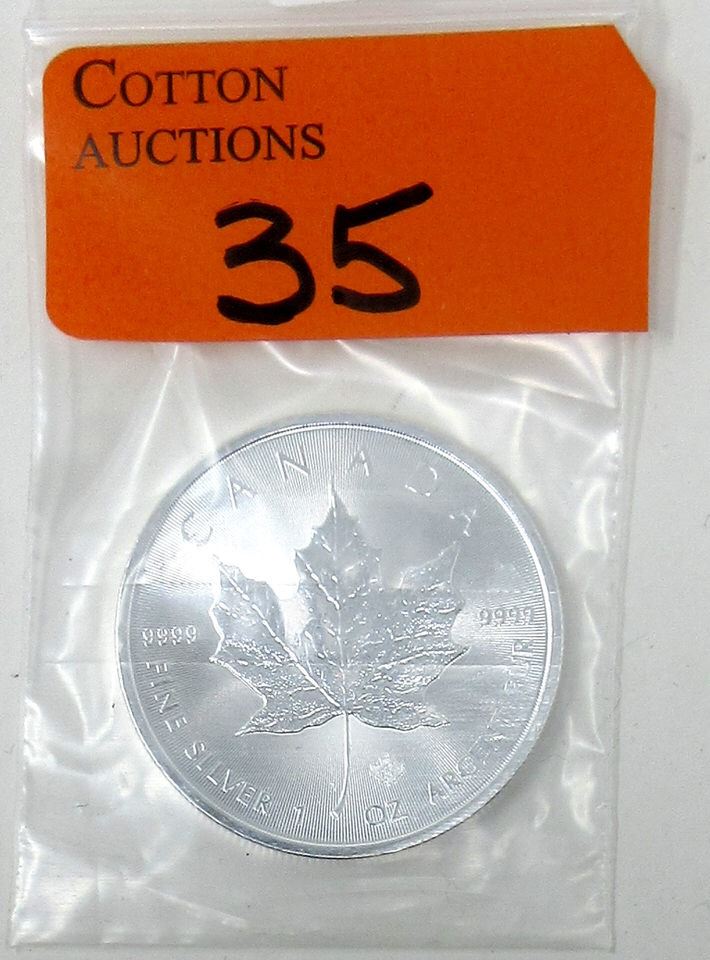 COTTON
AUCTIONS
35
CANADA
9999
9999
FINE SILVER 1 OZ ARGENT PUR